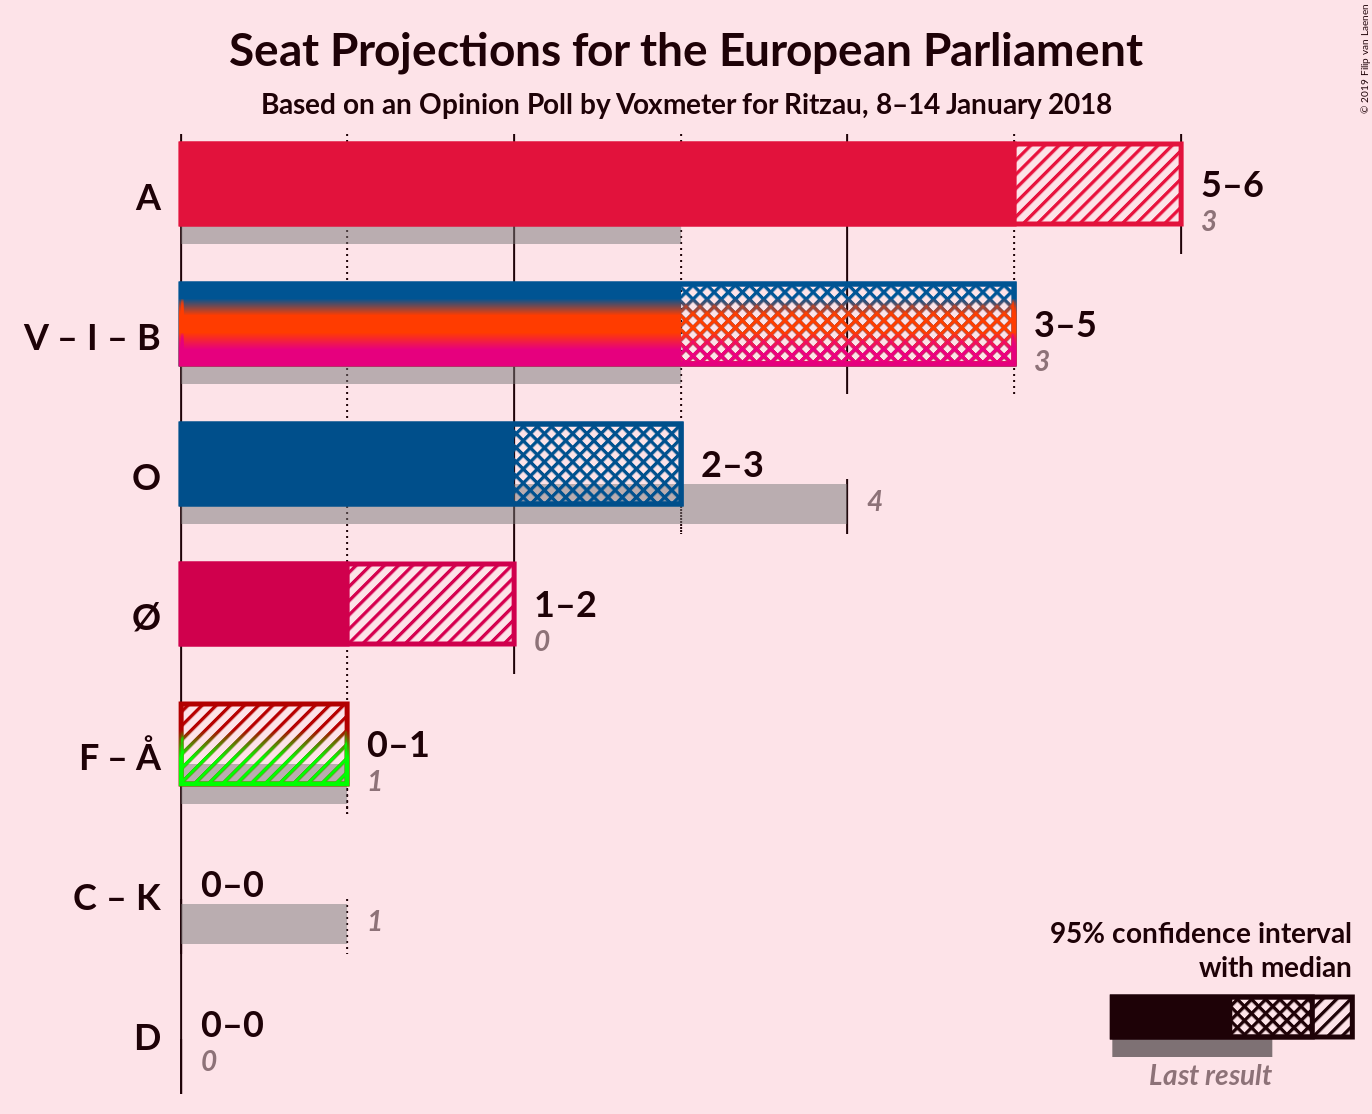 Seat Projections for the European Parliament
Based on an Opinion Poll by Voxmeter for Ritzau, 8–14 January 2018
© 2019 Filip van Laenen
A
5–6
3
V – I – B
3–5
3
O
2–3
4
Ø
1–2
0
F – Å
0–1
1
C – K
0–0
1
D
0–0
0
95% confidence interval
with median
Last result